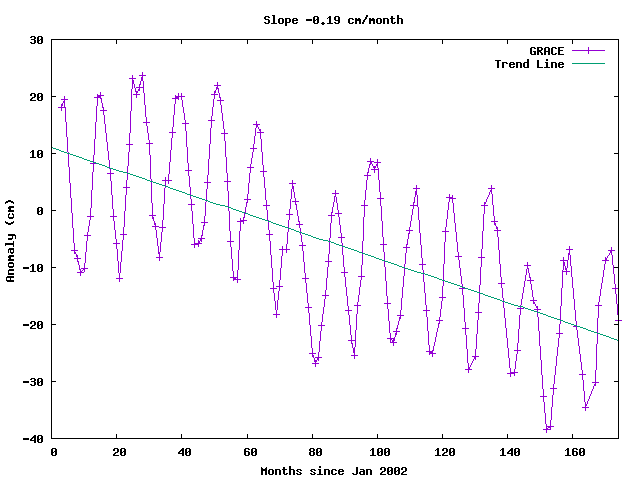 Slope -0.19 cm/month
GRACE
Trend Line
30
20
10
0
-10
-20
-30
-40
Anomaly (cm)
0 20 40 60 80 100 120 140 160
Months since Jan 2002